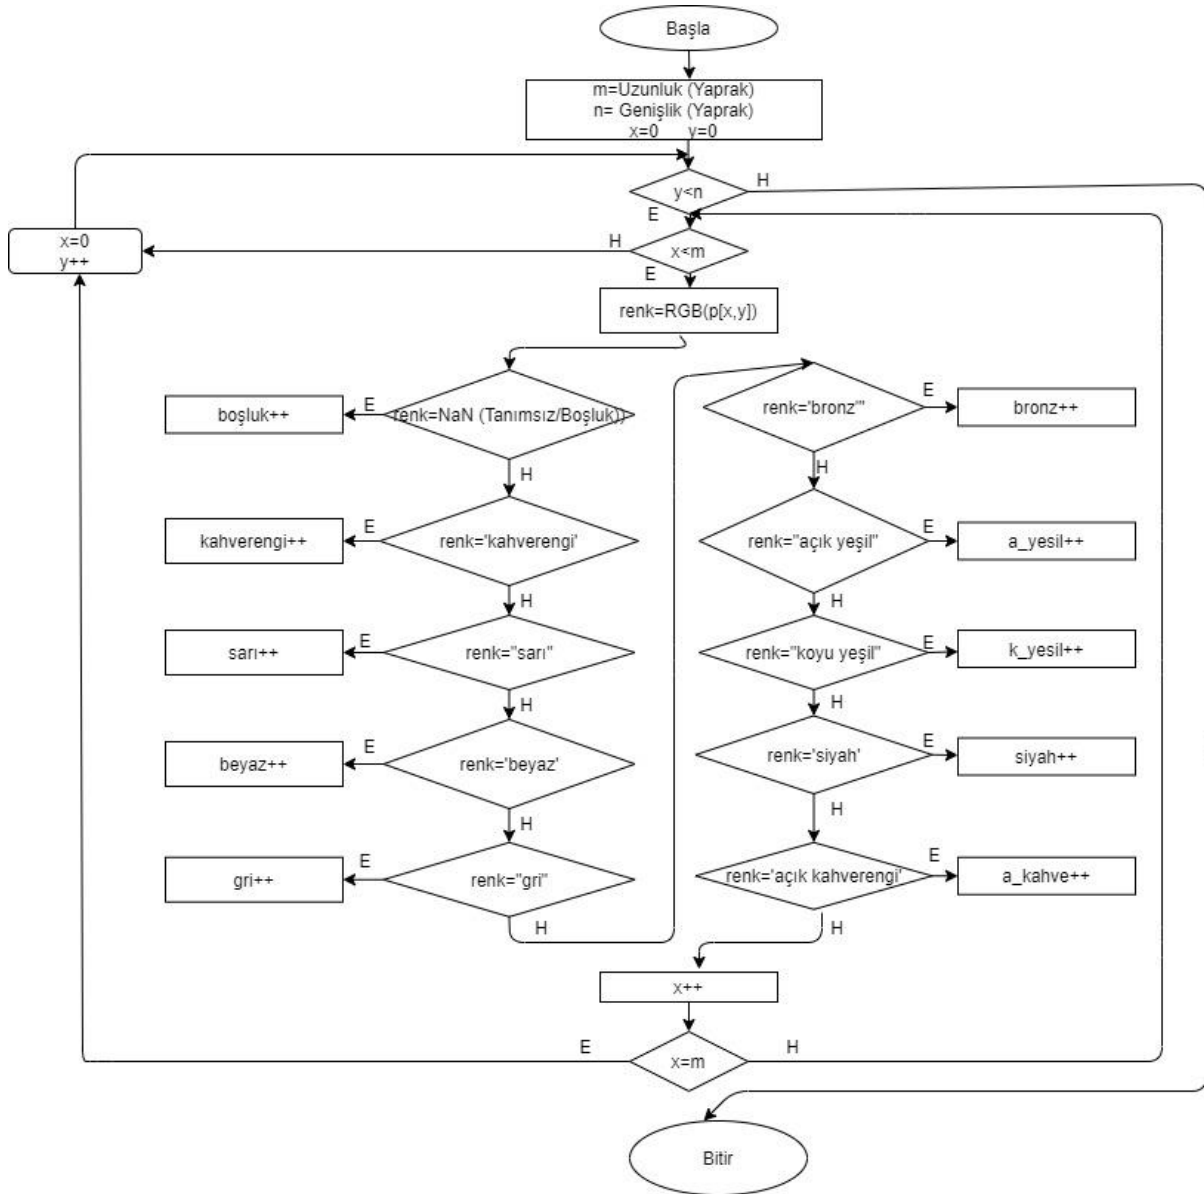 Başla
m=Uzunluk (Yaprak)
n= Genişlik (Yaprak)
x=0 y=0
y<n
H
E
x<m
H
E
x=0
y++
renk=RGB(p[x,y])
renk=NaN (Tanımsız/Boşluk))
E
boşluk++
H
renk='kahverengi'
E
kahverengi++
H
renk="sarı"
E
sarı++
H
renk='beyaz'
E
beyaz++
H
renk="gri"
E
gri++
H
renk='bronz'"
E
bronz++
H
renk="açık yeşil"
E
a_yesil++
H
renk="koyu yeşil"
E
k_yesil++
H
renk='siyah'
E
siyah++
H
renk='açık kahverengi'
E
a_kahve++
H
x++
x=m
E
H
Bitir